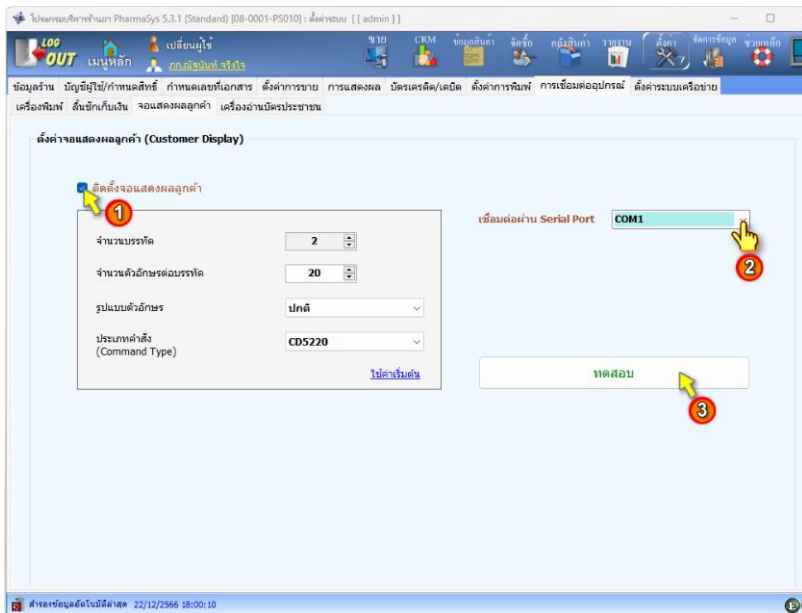 โปรแกรมบริหารร้านยา PharmaSys 5.3.1 (Standard) [08-0001-PS010] : ตั้งค่าระบบ [ [ admin ] ]
LOG OUT
เมนูหลัก
เปลี่ยนผู้ใช้
ขาย
CRM
ข้อมูลสินค้า
จัดซื้อ
คลังสินค้า
รายงาน
ตั้งค่า
จัดการข้อมูล
ช่วยเหลือ
ข้อมูลร้าน บัญชีผู้ใช้/กำหนดสิทธิ์ กำหนดเลขที่เอกสาร ตั้งค่าการขาย การแสดงผล บัตรเครดิต/เดบิต ตั้งค่าการพิมพ์ การเชื่อมต่ออุปกรณ์ ตั้งค่าระบบเครือข่าย
เครื่องพิมพ์ ลิ้นชักเก็บเงิน จอแสดงผลลูกค้า เครื่องอ่านบัตรประชาชน
ตั้งค่าจอแสดงผลลูกค้า (Customer Display)
ติดตั้งจอแสดงผลลูกค้า
1
เชื่อมต่อผ่าน Serial Port COM1
2
จำนวนบรรทัด 2
จำนวนตัวอักษรต่อบรรทัด 20
รูปแบบตัวอักษร ปกติ
ประเภทคำสั่ง
(Command Type) CD5220
ใช้ค่าเริ่มต้น
ทดสอบ
3
สำรองข้อมูลอัตโนมัติล่าสุด 22/12/2566 18:00:10